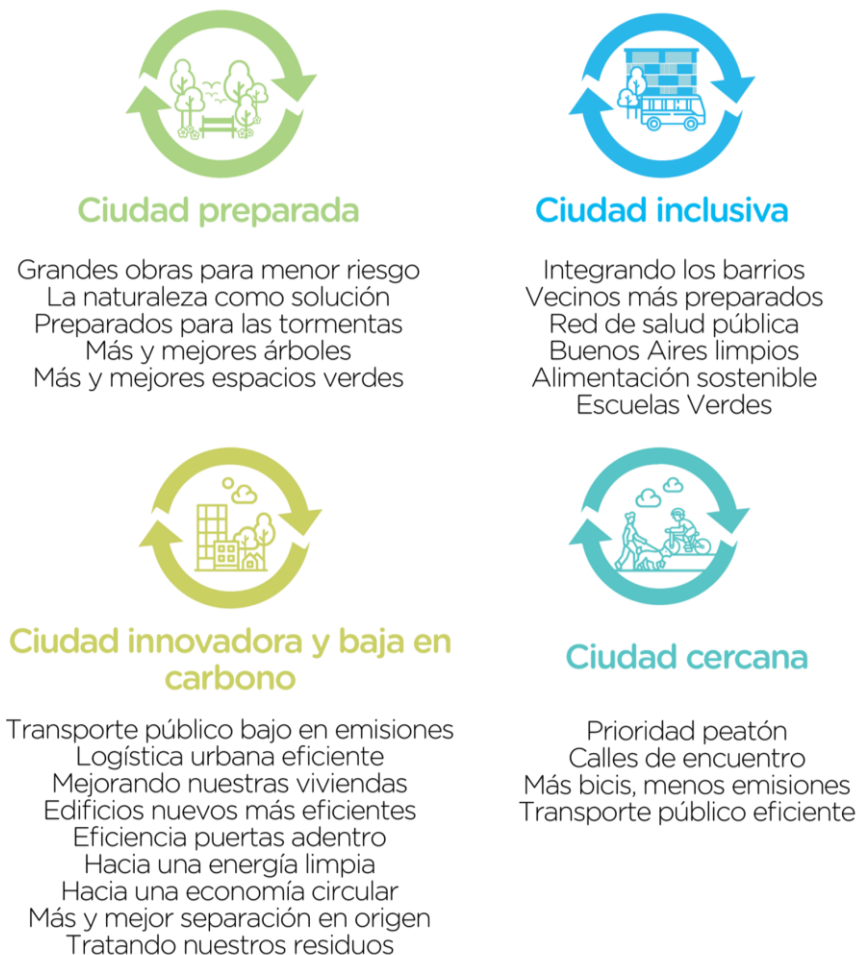 Ciudad preparada
Grandes obras para menor riesgo
La naturaleza como solución
Preparados para las tormentas
Más y mejores árboles
Más y mejores espacios verdes
Ciudad inclusiva
Integrando los barrios
Vecinos más preparados
Red de salud pública
Buenos Aires limpios
Alimentación sostenible
Escuelas Verdes
Ciudad innovadora y baja en
carbono
Transporte público bajo en emisiones
Logística urbana eficiente
Mejorando nuestras viviendas
Edificios nuevos más eficientes
Eficiencia puertas adentro
Hacia una energía limpia
Hacia una economía circular
Más y mejor separación en origen
Tratando nuestros residuos
Ciudad cercana
Prioridad peatón
Calles de encuentro
Más bicis, menos emisiones
Transporte público eficiente